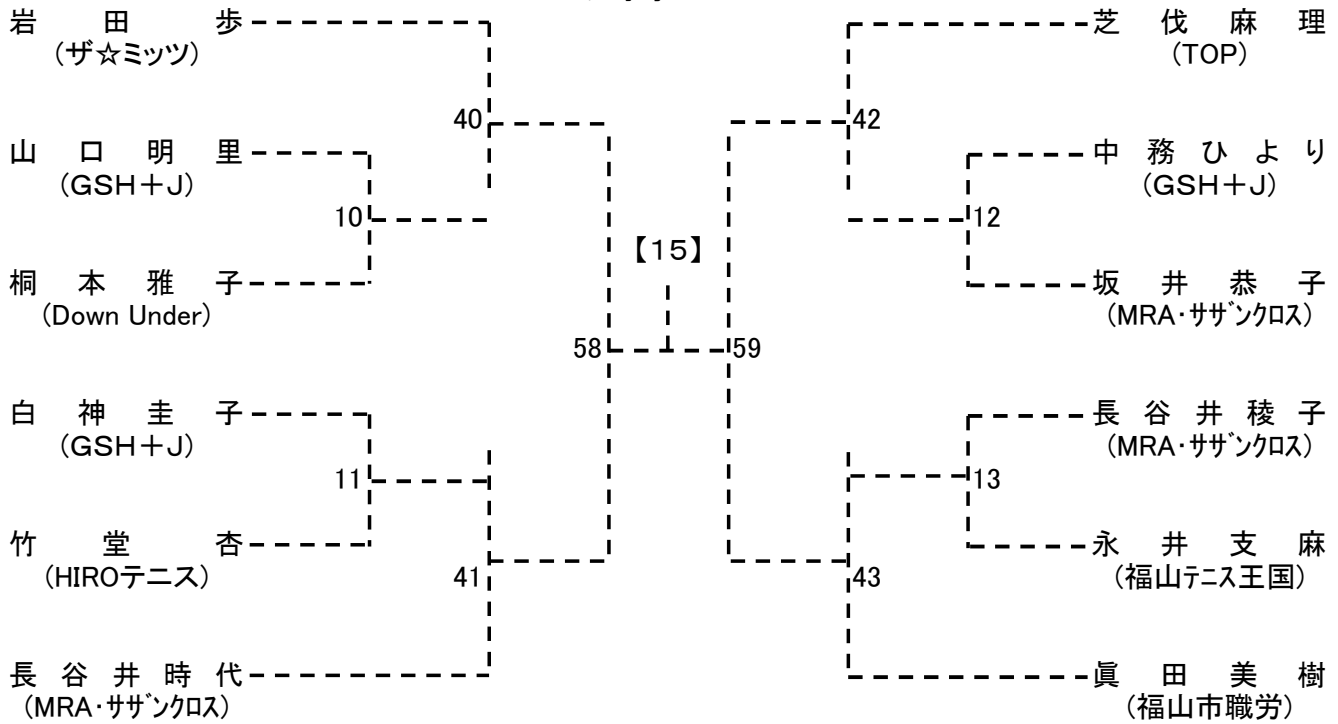 岩田歩
(ザ☆ミッツ)
山口明里
(GSH+J)
桐本雅子
(Down Under)
白神圭子
(GSH+J)
竹堂杏
(HIROテニス)
長谷井時代
(MRA・サザンクロス)
40
10
58
11
41
【15】
59
42
12
13
43
芝伐麻理
(TOP)
中務ひより
(GSH+J)
坂井恭子
(MRA・サザンクロス)
長谷井稜子
(MRA・サザンクロス)
永井支麻
(福山テニス王国)
眞田美樹
(福山市職労)